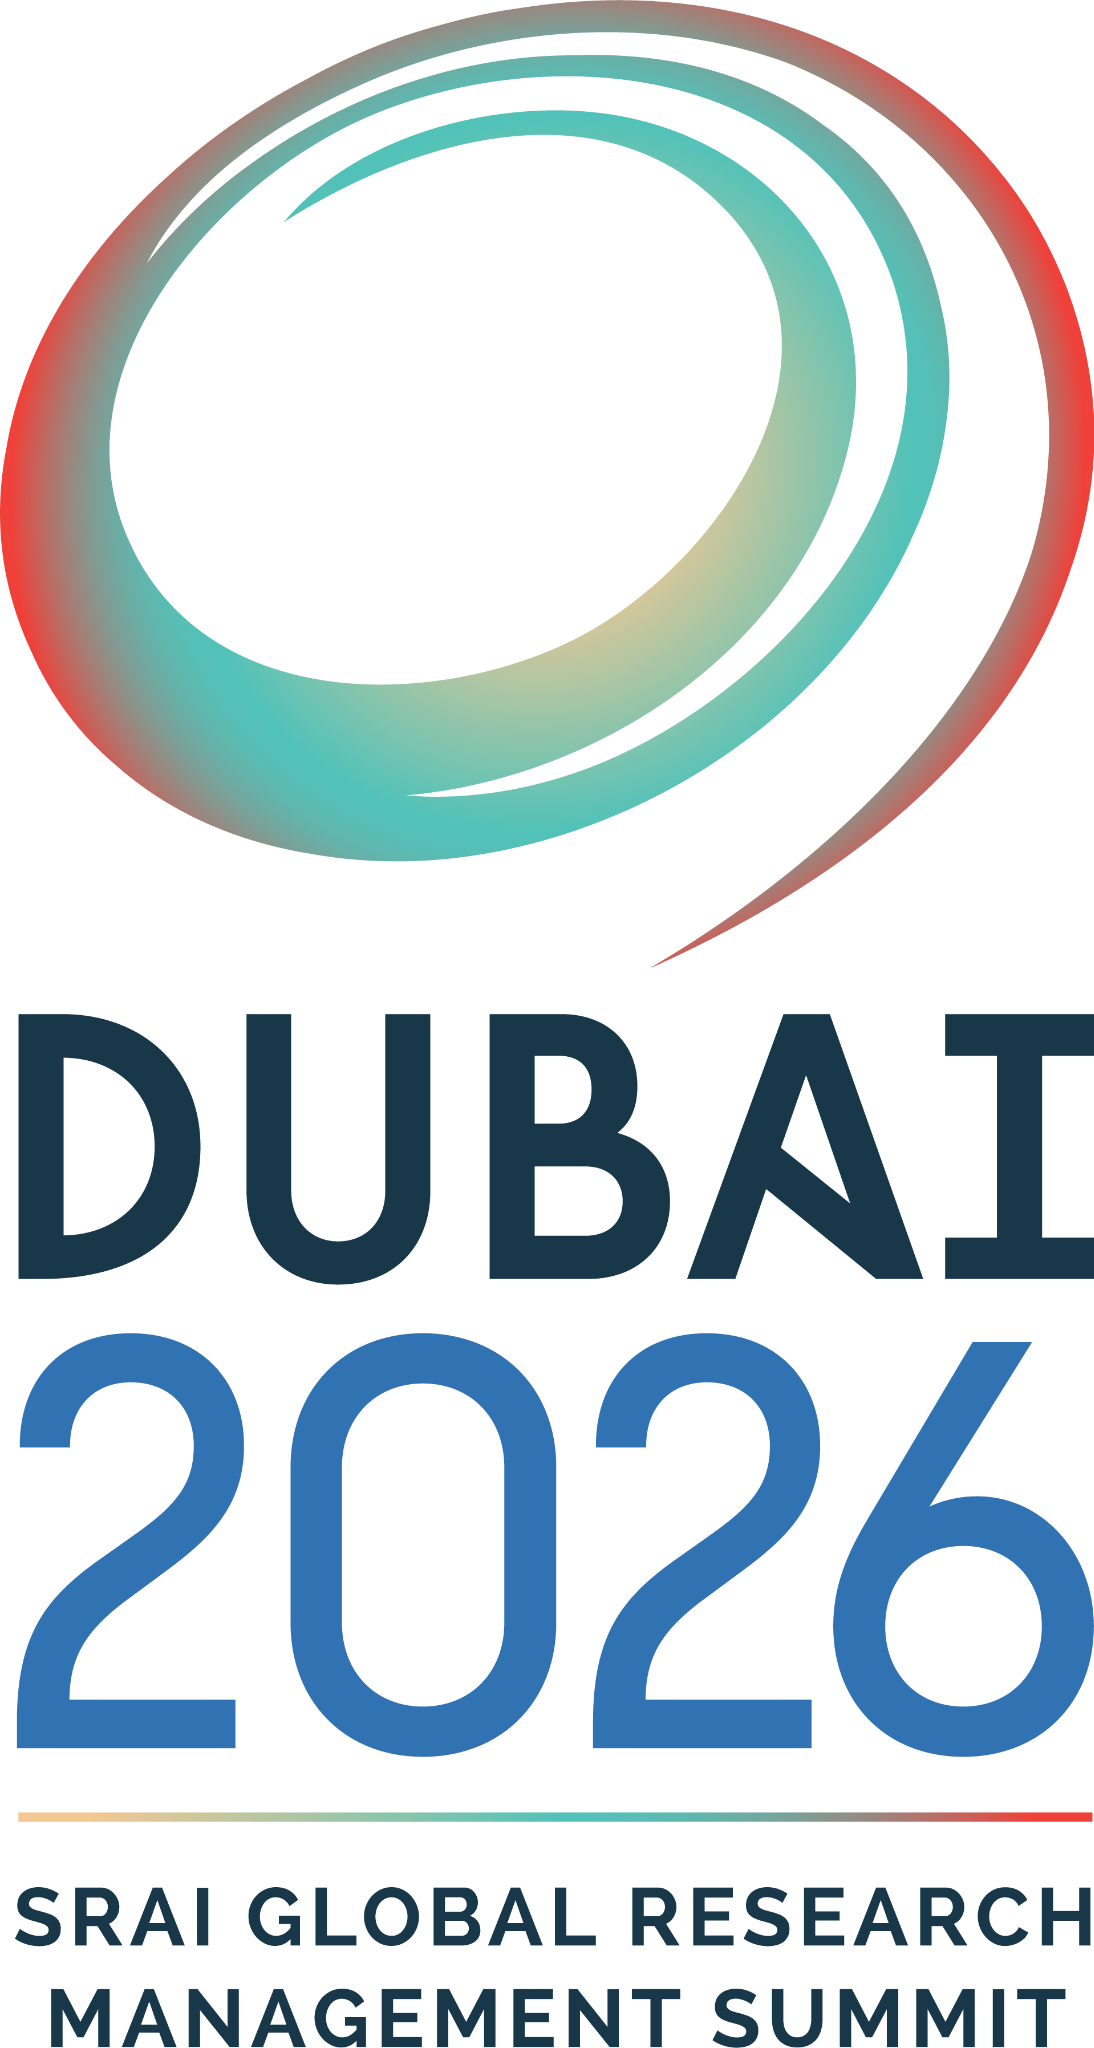 DUBAI
2026
SRAI GLOBAL RESEARCH
MANAGEMENT SUMMIT